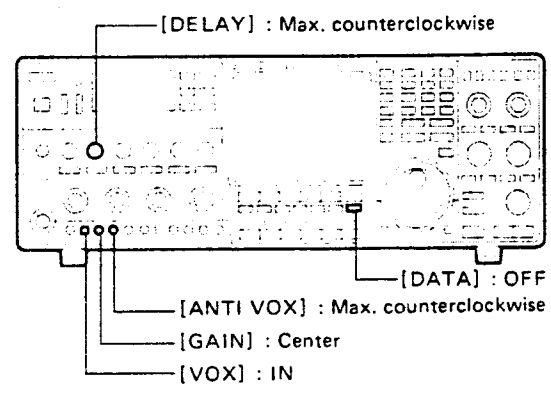 [DELAY] : Max. counterclockwise
[DATA] : OFF
[ANTI VOX] : Max. counterclockwise
[GAIN] : Center
[VOX] : IN